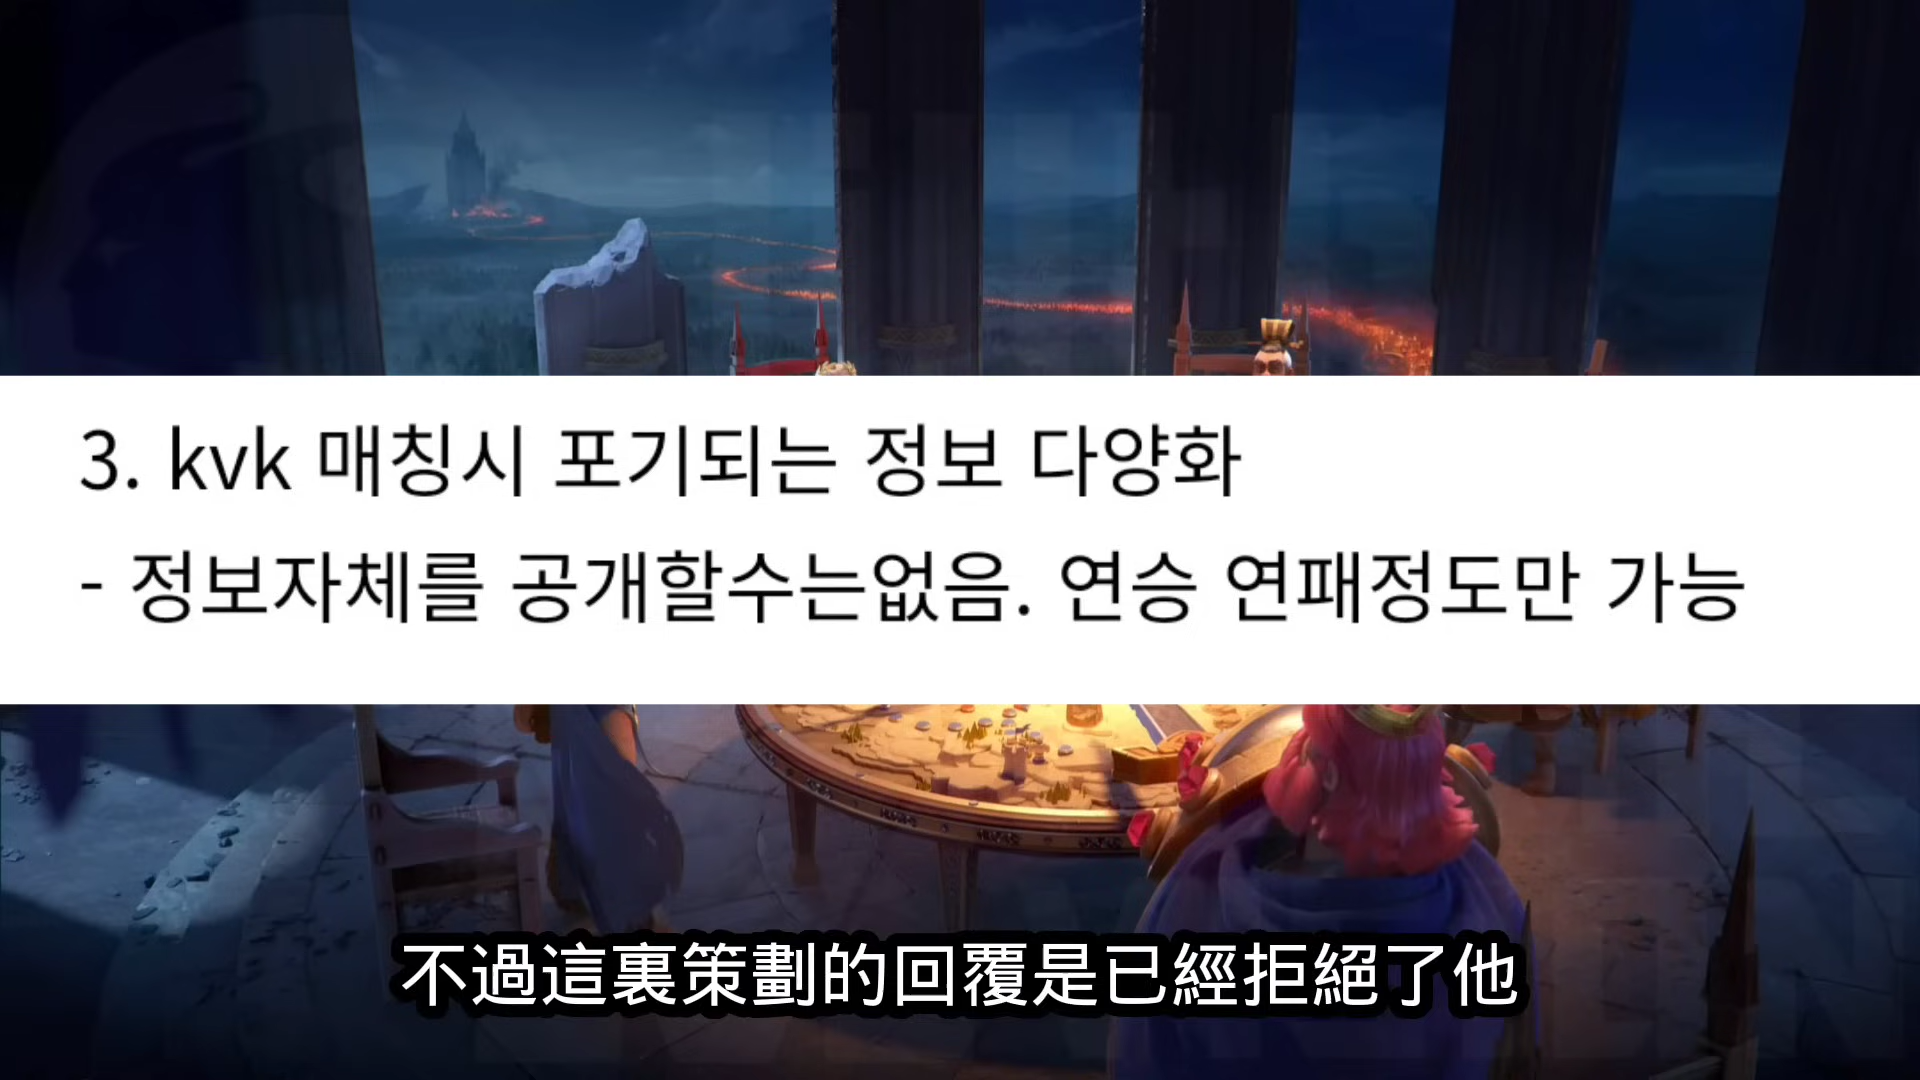 3. kvk 매칭시 포기되는 정보 다양화
- 정보자체를 공개할수는없음. 연승 연패정도만 가능
不過這裏策劃的回覆是已經拒絕了他